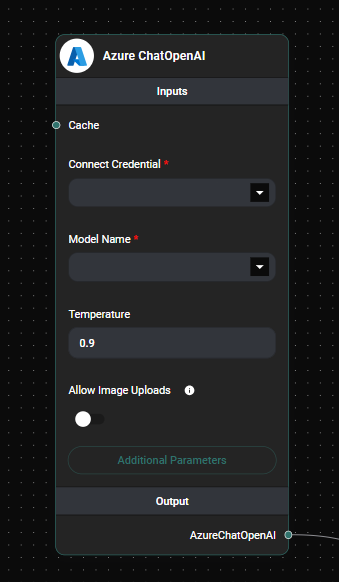 Azure ChatOpenAI
Inputs
Cache
Connect Credential *
Model Name *
Temperature
0.9
Allow Image Uploads
Additional Parameters
Output
AzureChatOpenAI